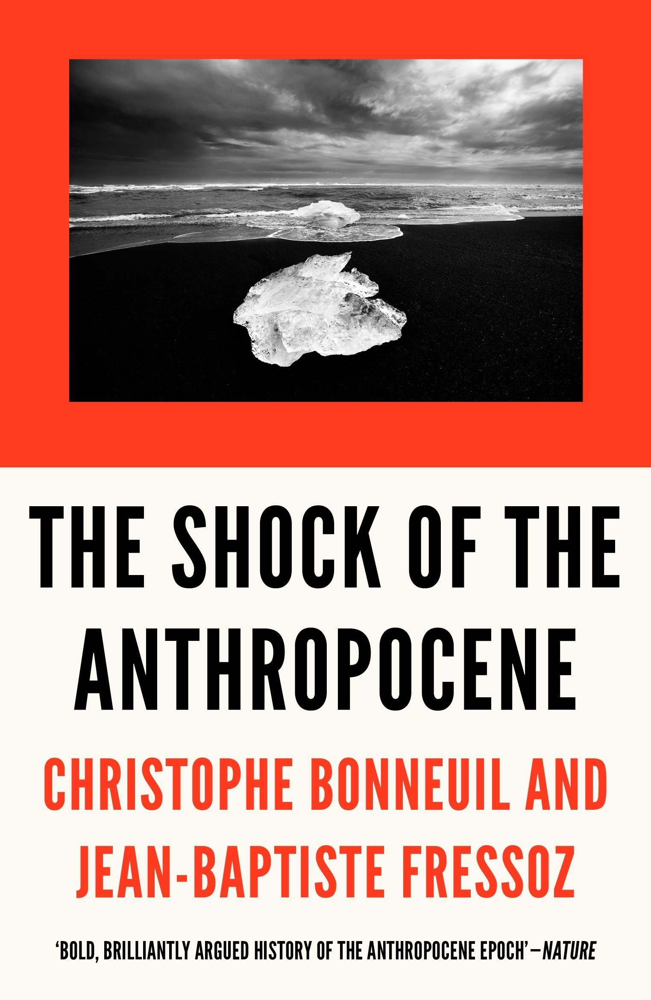 THE SHOCK OF THE
ANTHROPOCENE
CHRISTOPHE BONNEUIL AND
JEAN-BAPTISTE FRESSOZ
‘BOLD, BRILLIANTLY ARGUED HISTORY OF THE ANTHROPOCENE EPOCH’—NATURE